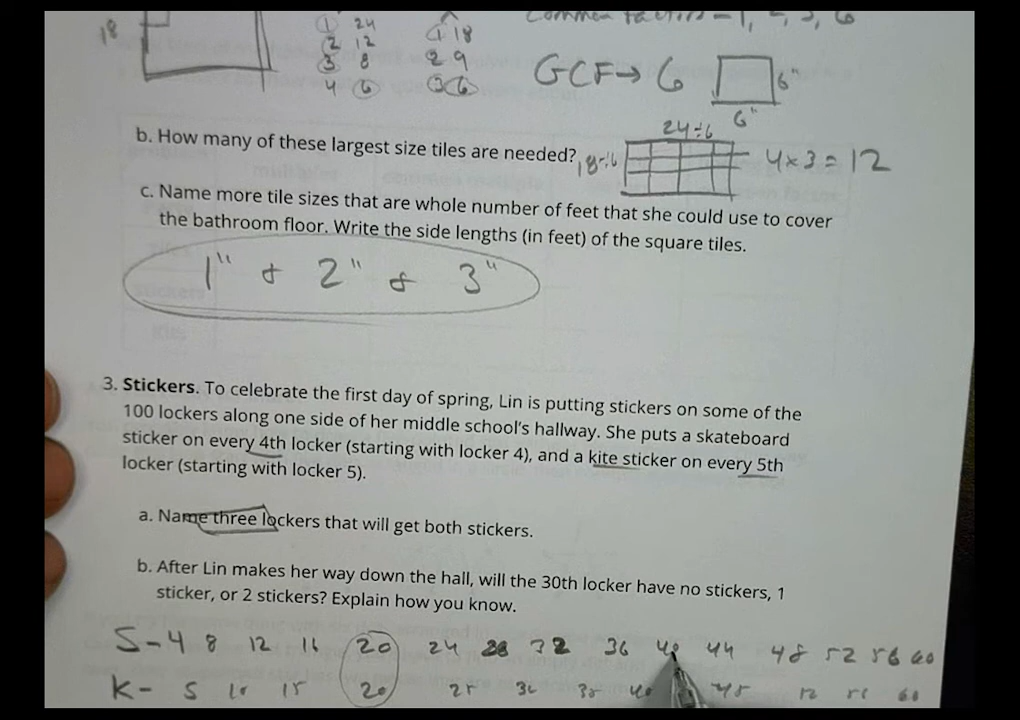 Common factors - 1, 2, 3, 6
18
1 24
2 12
3 8
4 6
1 18
2 9
3 6
GCF→ 6
6"
6"
24÷6
b. How many of these largest size tiles are needed?
18÷6
4 x 3 = 12
c. Name more tile sizes that are whole number of feet that she could use to cover
the bathroom floor. Write the side lengths (in feet) of the square tiles.
1" & 2" & 3"
3. Stickers. To celebrate the first day of spring, Lin is putting stickers on some of the
100 lockers along one side of her middle school's hallway. She puts a skateboard
sticker on every 4th locker (starting with locker 4), and a kite sticker on every 5th
locker (starting with locker 5).
a. Name three lockers that will get both stickers.
b. After Lin makes her way down the hall, will the 30th locker have no stickers, 1
sticker, or 2 stickers? Explain how you know.
S - 4 8 12 16 20 24 28 32 36 40 44 48 52 56 60
K - 5 10 15 20 25 30 35 40 45